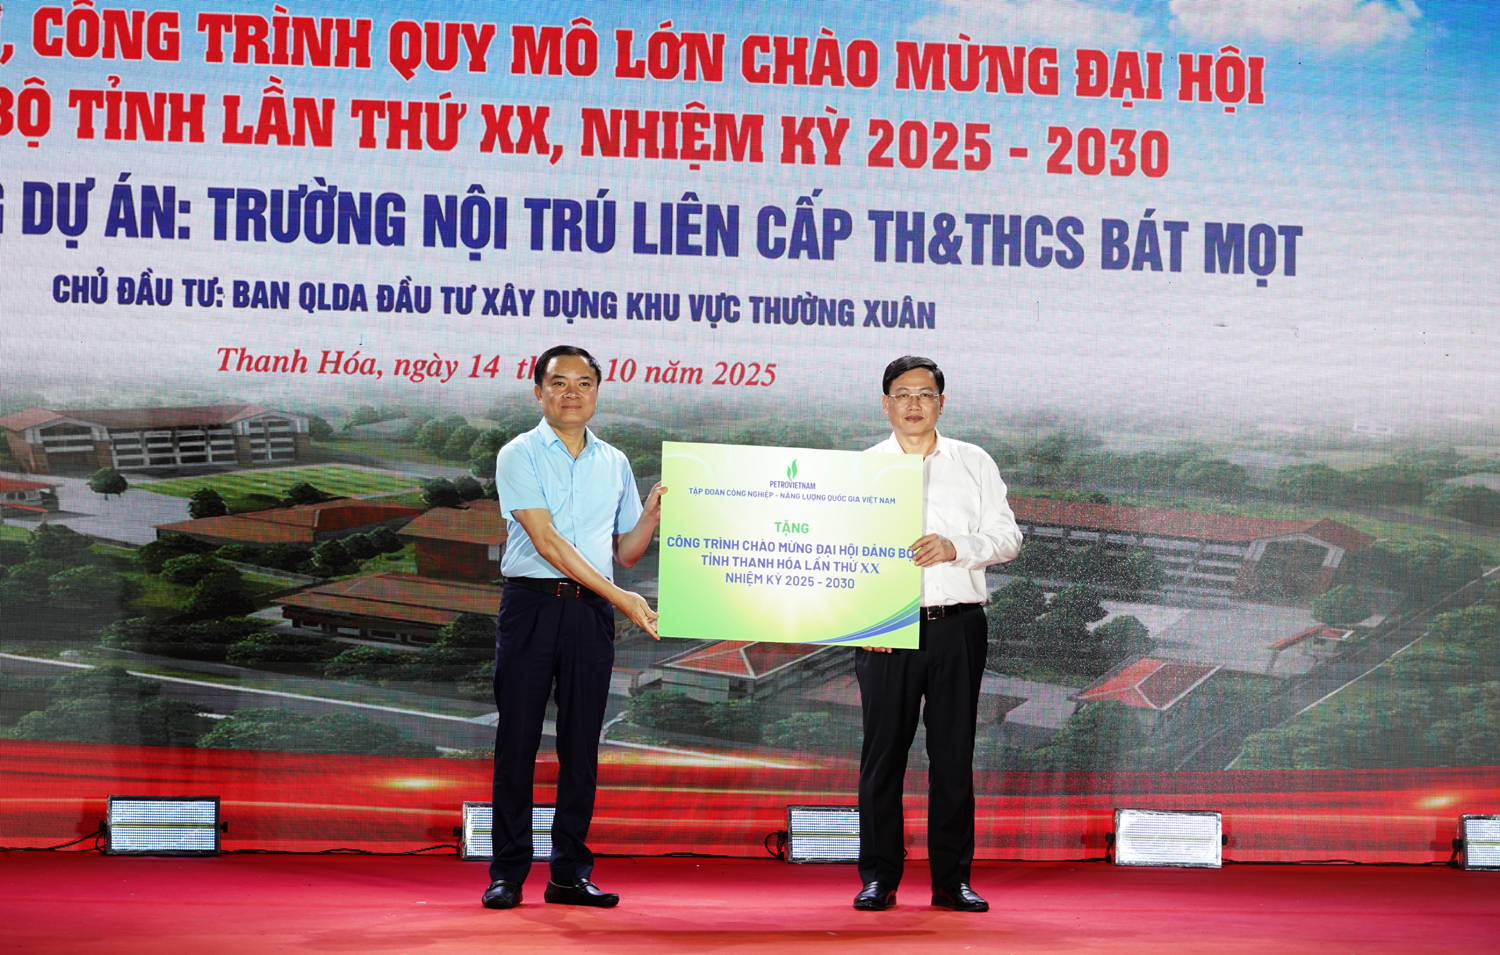 , CÔNG TRÌNH QUY MÔ LỚN CHÀO MỪNG ĐẠI HỘI
BỘ TỈNH LẦN THỨ XX, NHIỆM KỲ 2025 - 2030
G DỰ ÁN: TRƯỜNG NỘI TRÚ LIÊN CẤP TH&THCS BÁT MỌT
CHỦ ĐẦU TƯ: BAN QLDA ĐẦU TƯ XÂY DỰNG KHU VỰC THƯỜNG XUÂN
Thanh Hóa, ngày 14 th 10 năm 2025
PETROVIETNAM
TẬP ĐOÀN CÔNG NGHIỆP - NĂNG LƯỢNG QUỐC GIA VIỆT NAM
TẶNG
CÔNG TRÌNH CHÀO MỪNG ĐẠI HỘI ĐẢNG BỘ
TỈNH THANH HÓA LẦN THỨ XX
NHIỆM KỲ 2025 - 2030